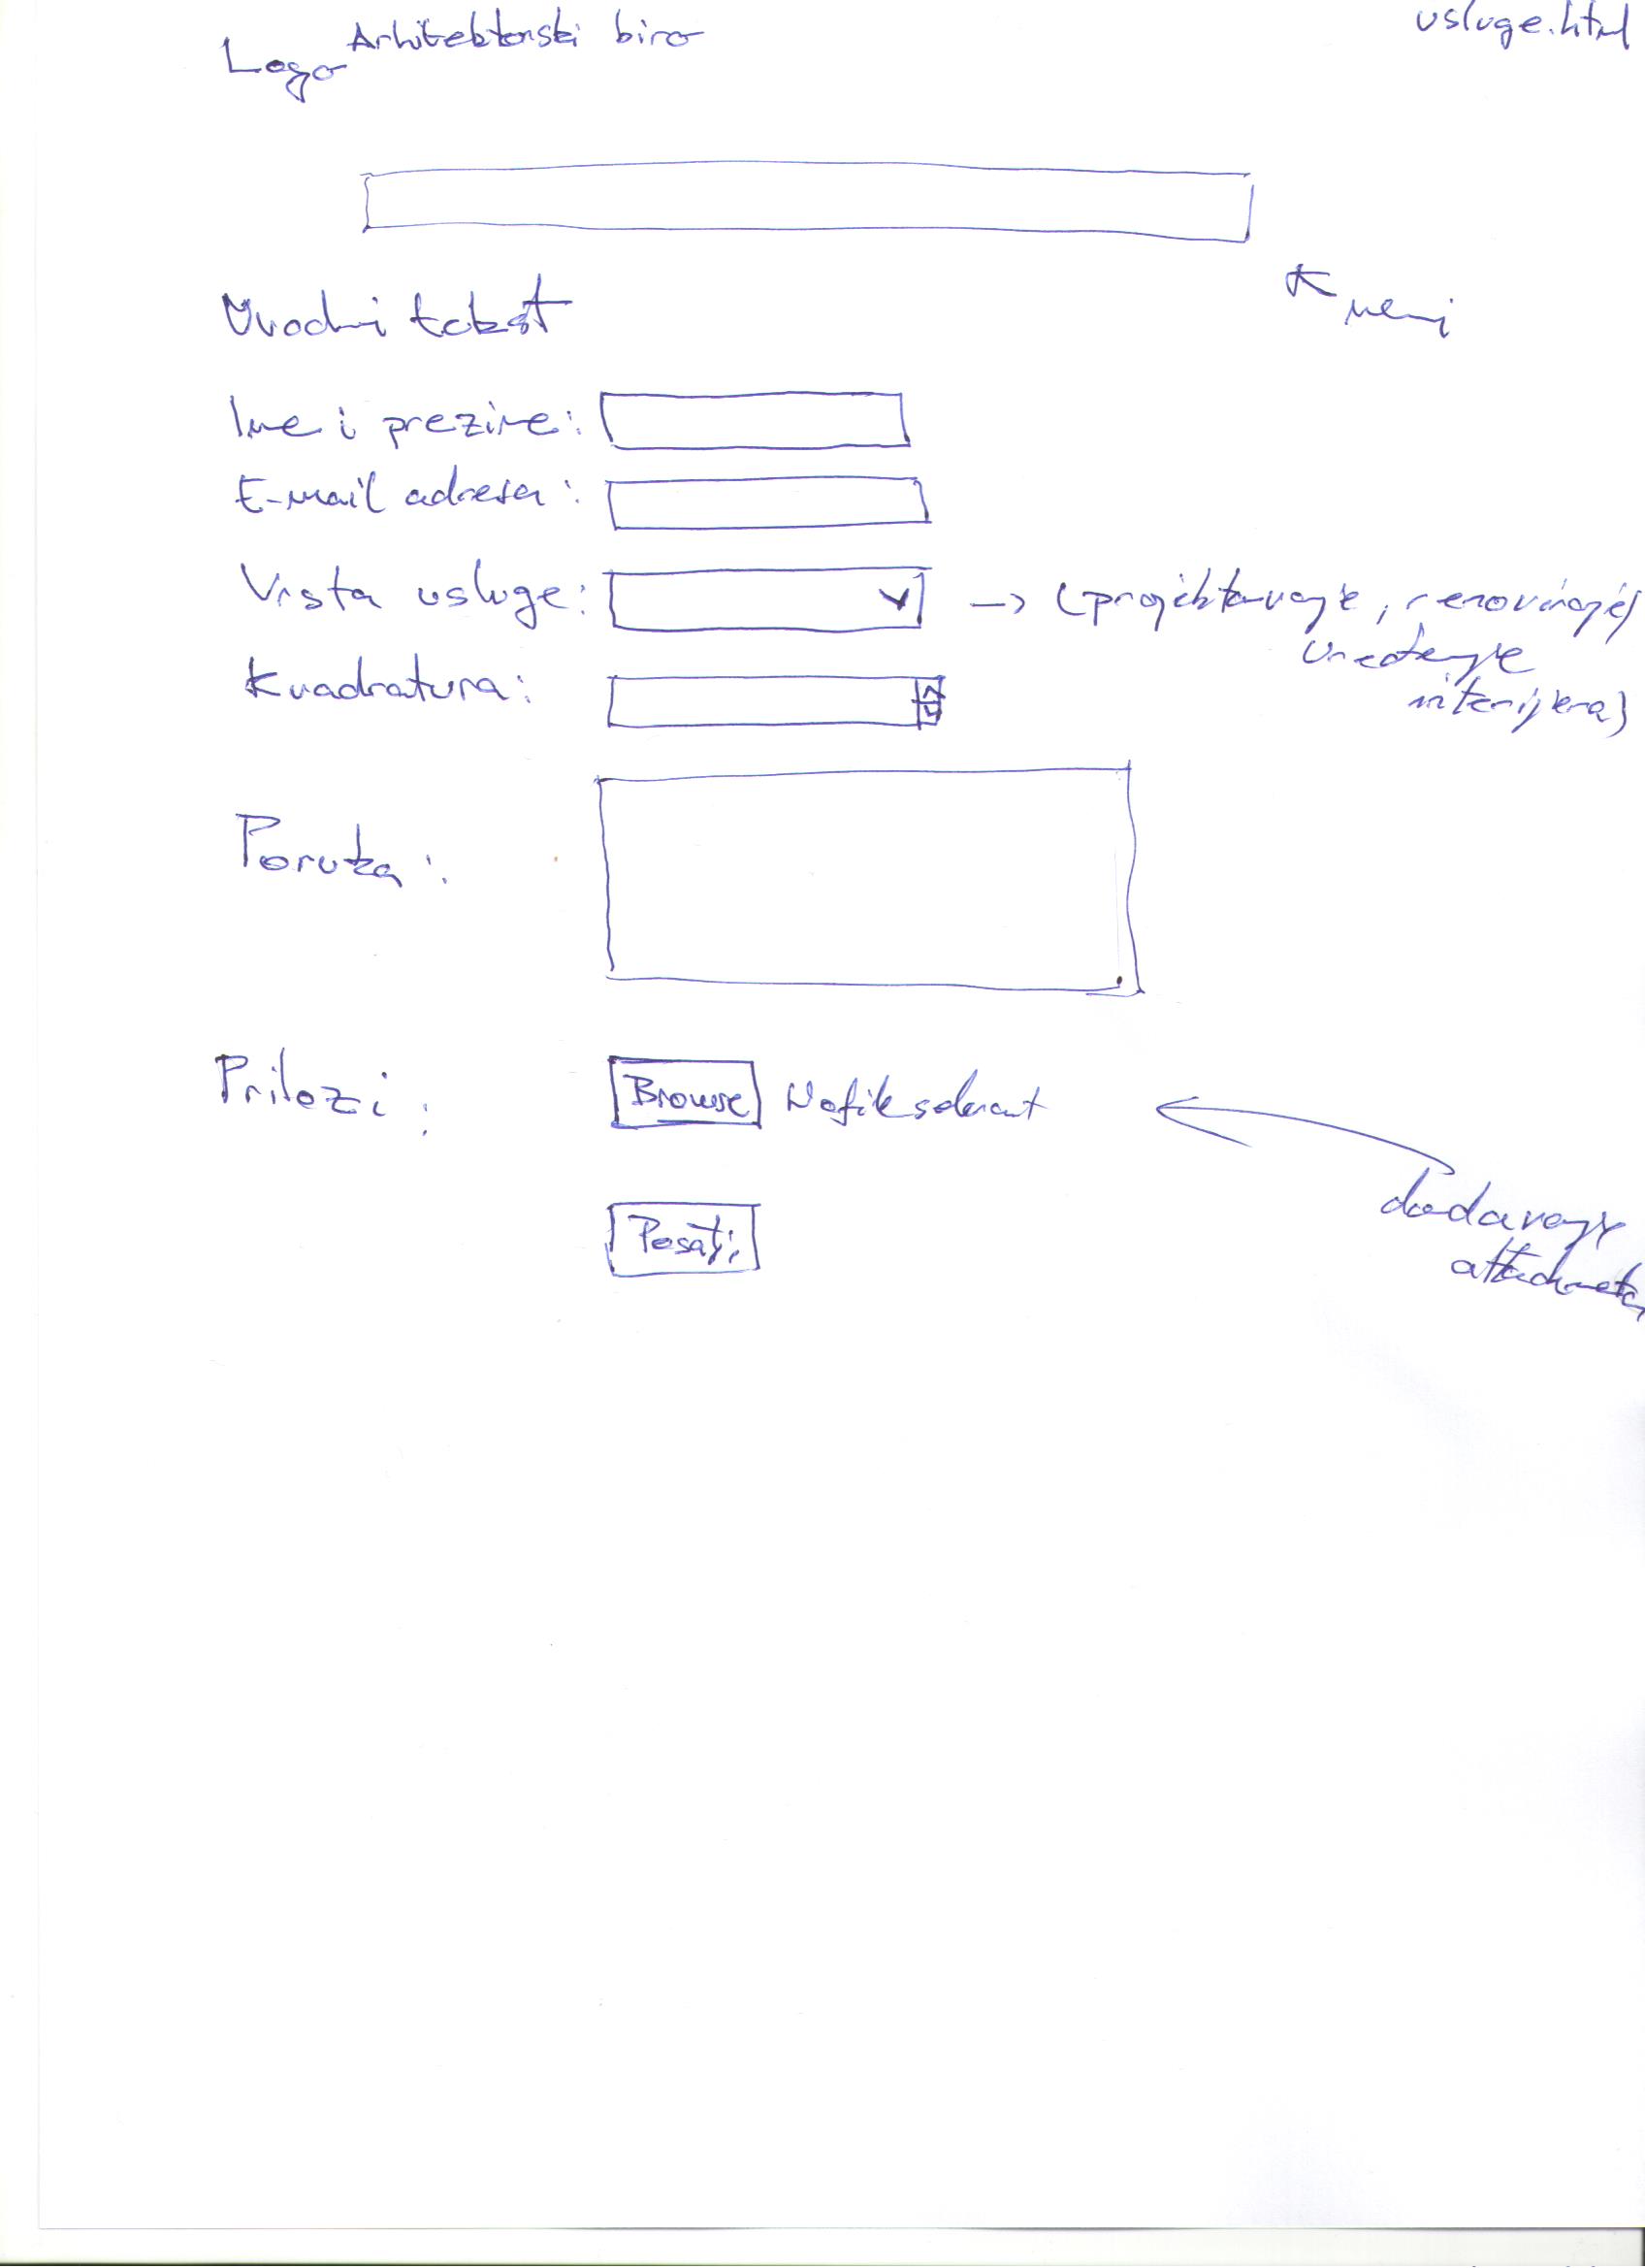 usluge.html
Logo Arhitektonski biro
meni
Uvodni tekst
Ime i prezime:
E-mail adresa:
Vrsta usluge: → (projektovanje, renoviranje,
uređenje
interijera)
Kvadratura:
Poruka:
Prilozi: Browse No file selected
dodavanje
attachmenta
Pošalji